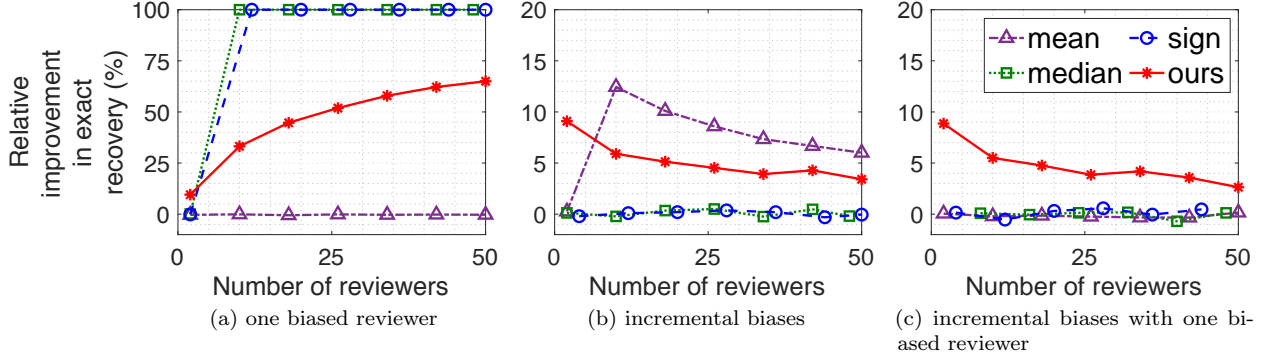 Relative
improvement
in exact
recovery (%)
100
75
50
25
0
0 25 50
Number of reviewers
(a) one biased reviewer
20
15
10
5
0
0 25 50
Number of reviewers
(b) incremental biases
20
15
10
5
0
0 25 50
Number of reviewers
mean sign
median ours
(c) incremental biases with one bi-
ased reviewer